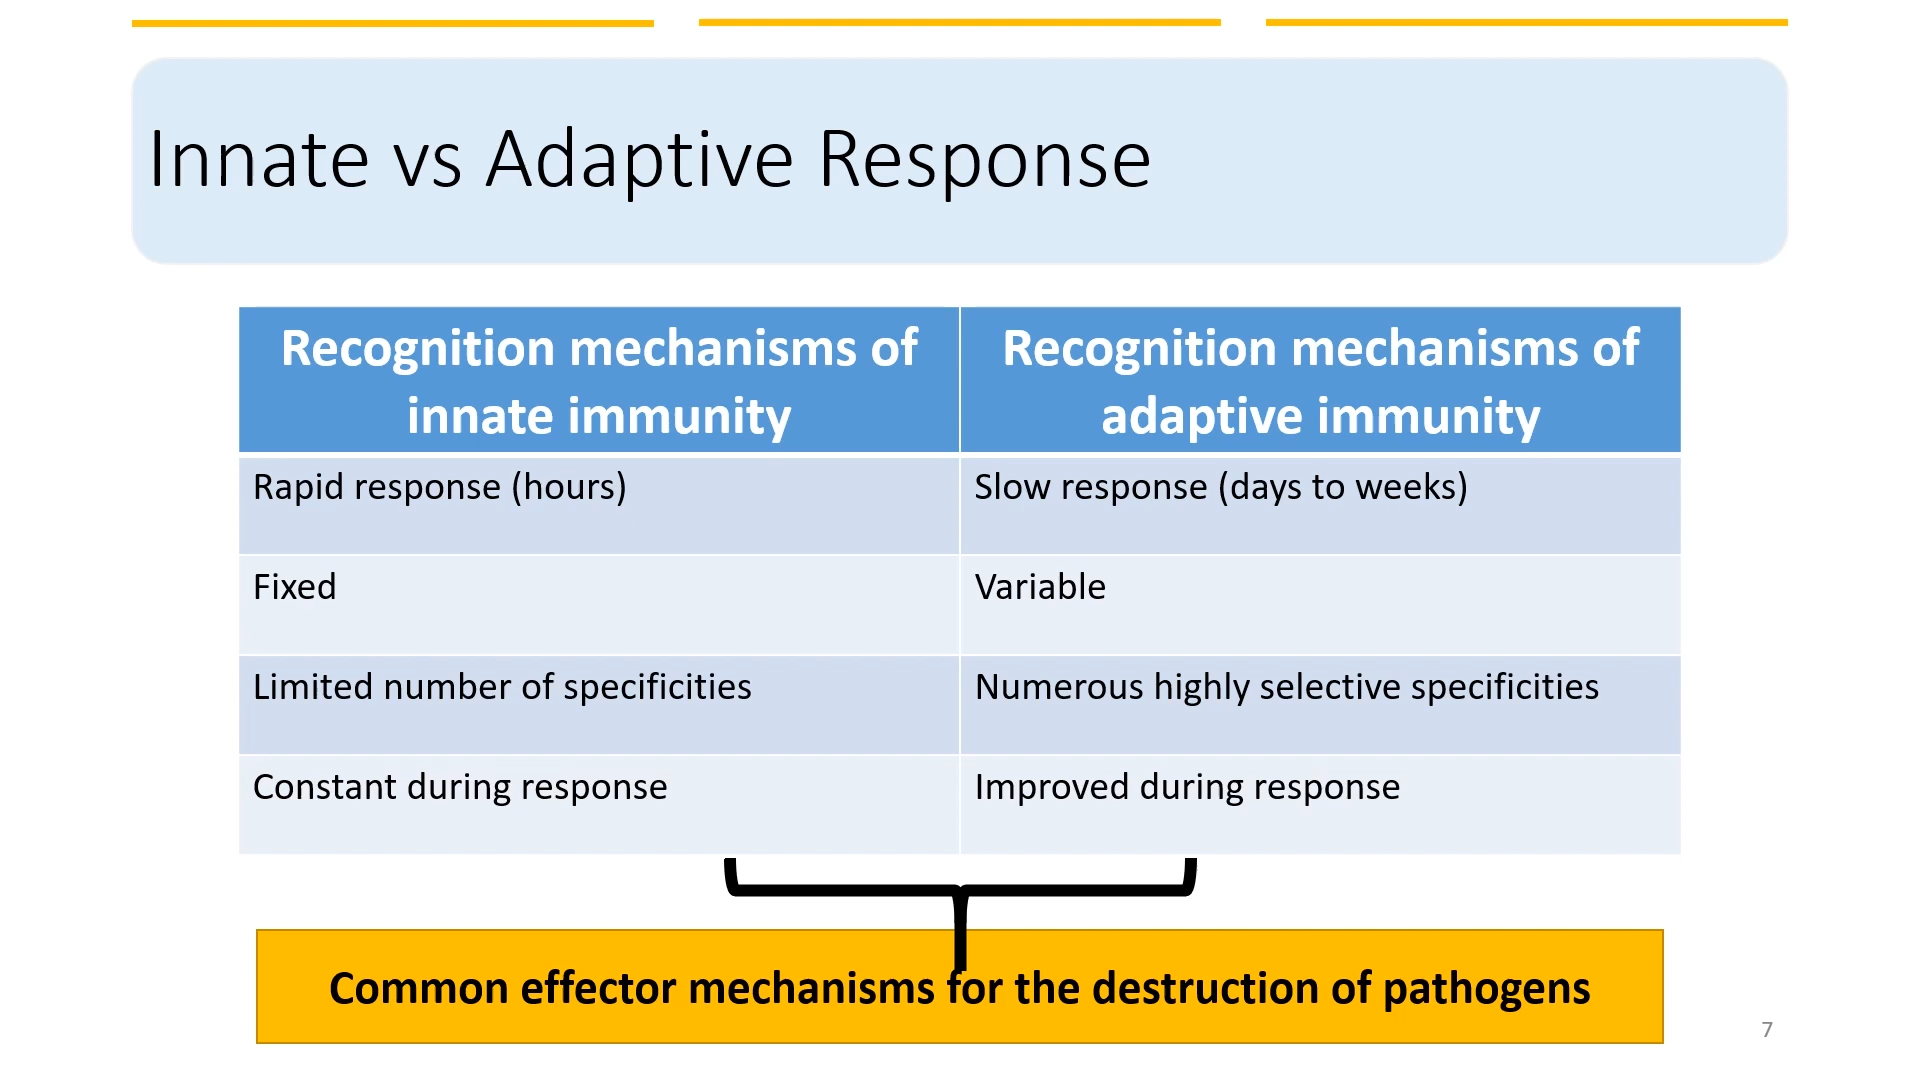 Innate vs Adaptive Response
Recognition mechanisms of
innate immunity
Recognition mechanisms of
adaptive immunity
Rapid response (hours)
Slow response (days to weeks)
Fixed
Variable
Limited number of specificities
Numerous highly selective specificities
Constant during response
Improved during response
Common effector mechanisms for the destruction of pathogens
7